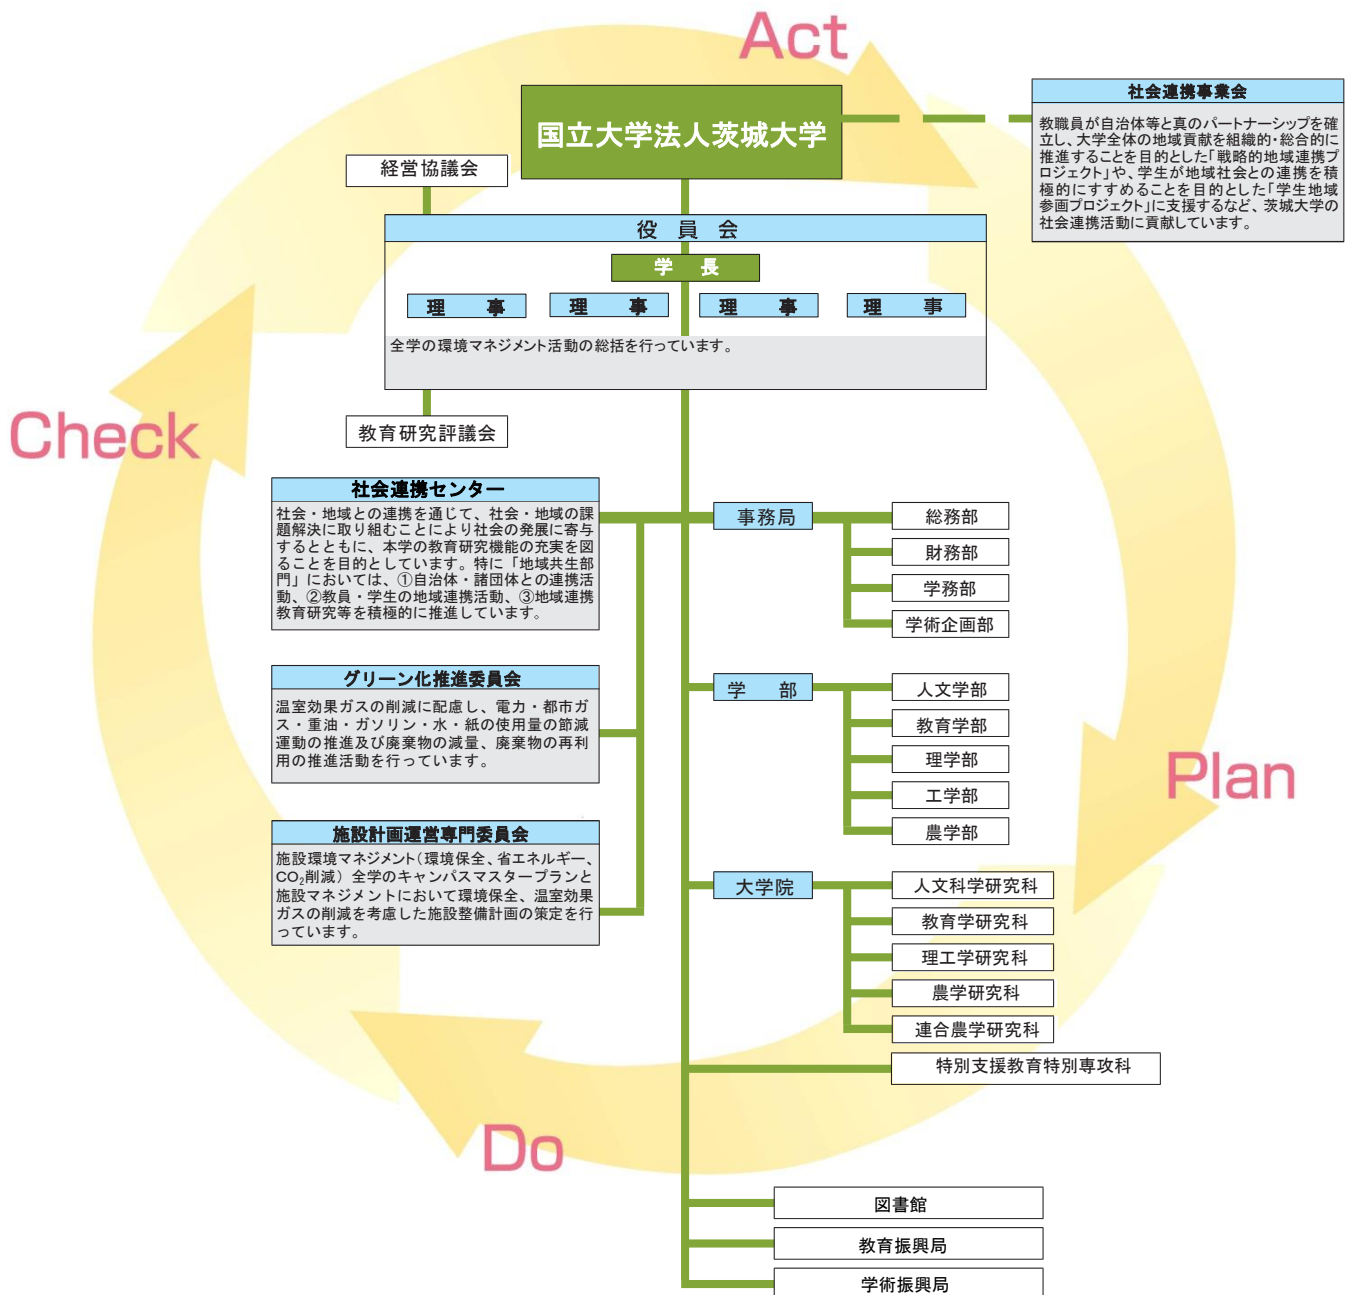 Act
国立大学法人茨城大学
社会連携事業会
教職員が自治体等と真のパートナーシップを確
立し、大学全体の地域貢献を組織的・総合的に
推進することを目的とした「戦略的地域連携プ
ロジェクト」や、学生が地域社会との連携を積
極的にすすめることを目的とした「学生地域
参画プロジェクト」に支援するなど、茨城大学の
社会連携活動に貢献しています。
経営協議会
役 員 会
学 長
理 事
理 事
理 事
理 事
全学の環境マネジメント活動の総括を行っています。
教育研究評議会
Check
社会連携センター
社会・地域との連携を通じて、社会・地域の課
題解決に取り組むことにより社会の発展に寄与
するとともに、本学の教育研究機能の充実を図
ることを目的としています。特に「地域共生部
門」においては、①自治体・諸団体との連携活
動、②教員・学生の地域連携活動、③地域連携
教育研究等を積極的に推進しています。
グリーン化推進委員会
温室効果ガスの削減に配慮し、電力・都市ガ
ス・重油・ガソリン・水・紙の使用量の節減
運動の推進及び廃棄物の減量、廃棄物の再利
用の推進活動を行っています。
施設計画運営専門委員会
施設環境マネジメント（環境保全、省エネルギー、
CO₂削減）全学のキャンパスマスタープランと
施設マネジメントにおいて環境保全、温室効果
ガスの削減を考慮した施設整備計画の策定を行
っています。
事務局
総務部
財務部
学務部
学術企画部
学 部
人文学部
教育学部
理学部
工学部
農学部
Plan
大学院
人文科学研究科
教育学研究科
理工学研究科
農学研究科
連合農学研究科
特別支援教育特別専攻科
Do
図書館
教育振興局
学術振興局